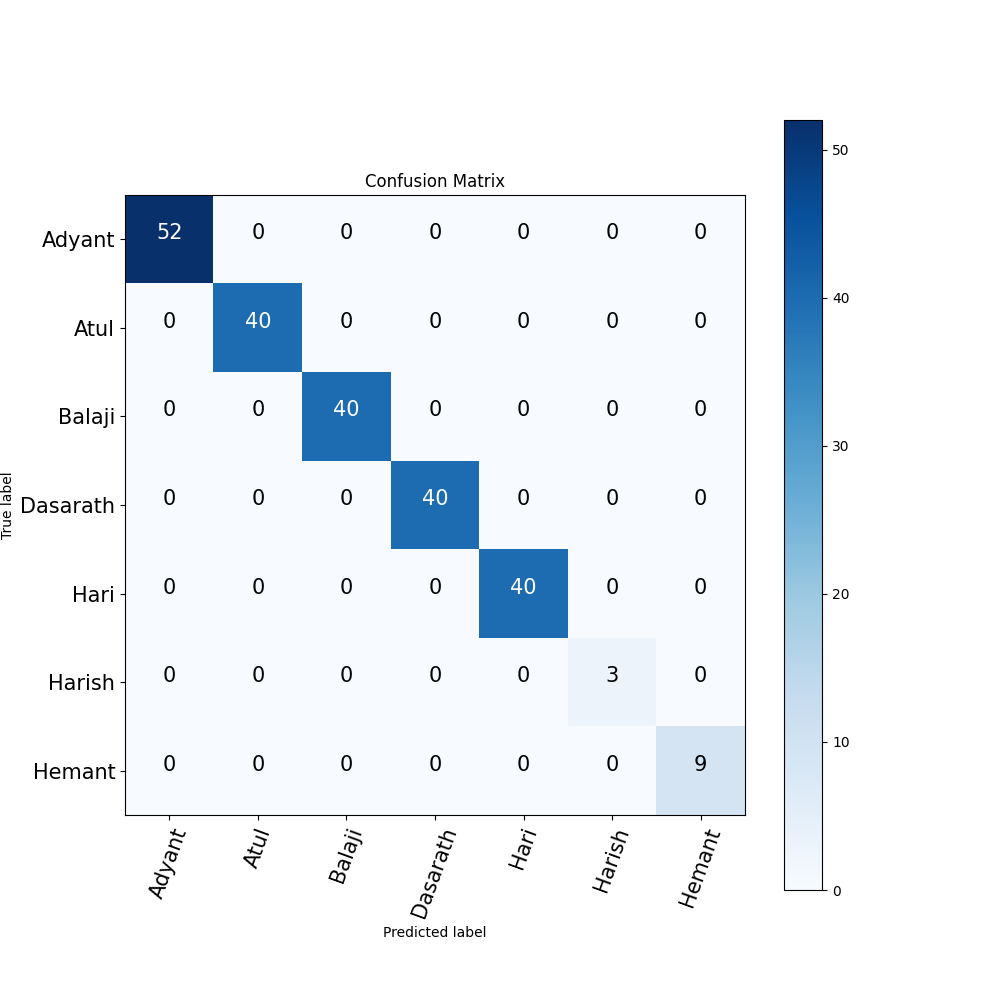 Confusion Matrix
Adyant 52 0 0 0 0 0 0
Atul 0 40 0 0 0 0 0
Balaji 0 0 40 0 0 0 0
Dasarath 0 0 0 40 0 0 0
Hari 0 0 0 0 40 0 0
Harish 0 0 0 0 0 3 0
Hemant 0 0 0 0 0 0 9
True label
Adyant Atul Balaji Dasarath Hari Harish Hemant
Predicted label
50
40
30
20
10
0